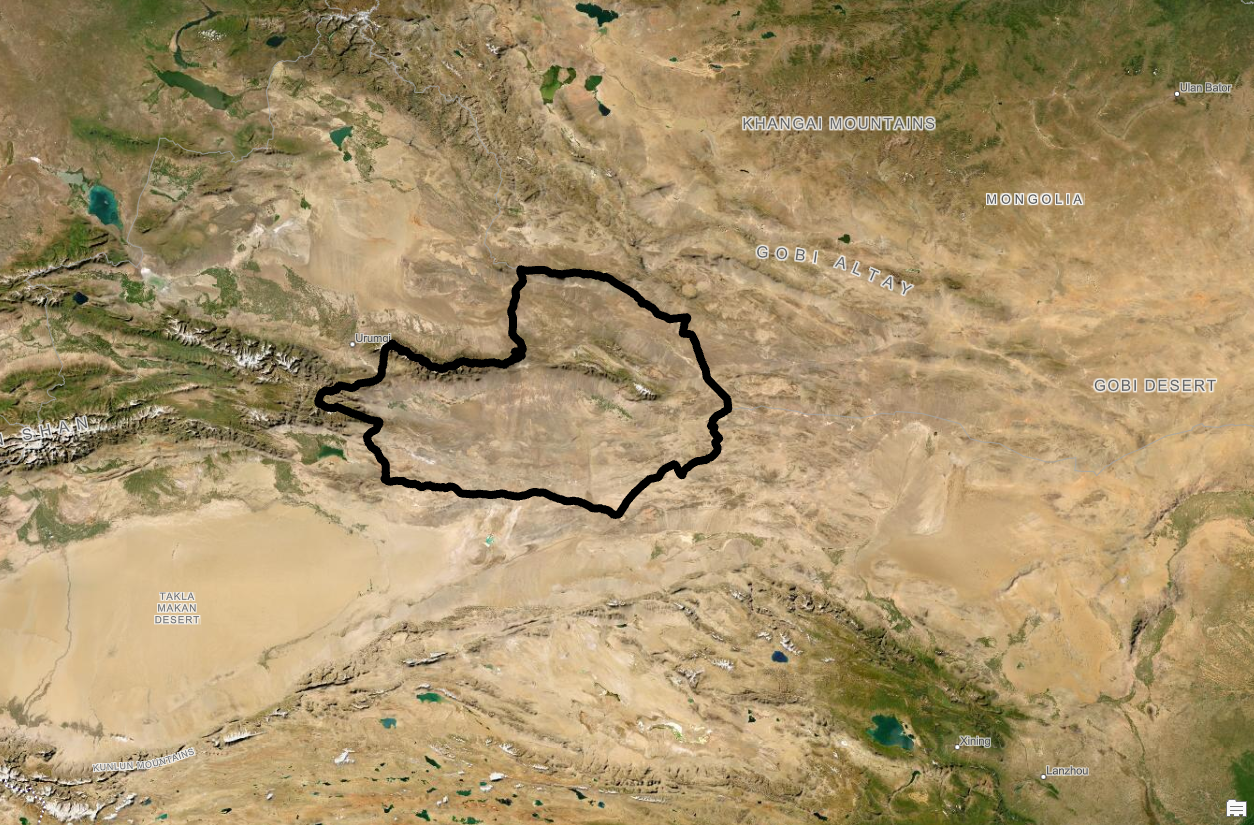 Ulan Bator
KHANGAI MOUNTAINS
MONGOLIA
GOBI ALTAY
Urumqi
GOBI DESERT
I SHAN
TAKLA
MAKAN
DESERT
Xining
KUNLUN MOUNTAINS
Lanzhou